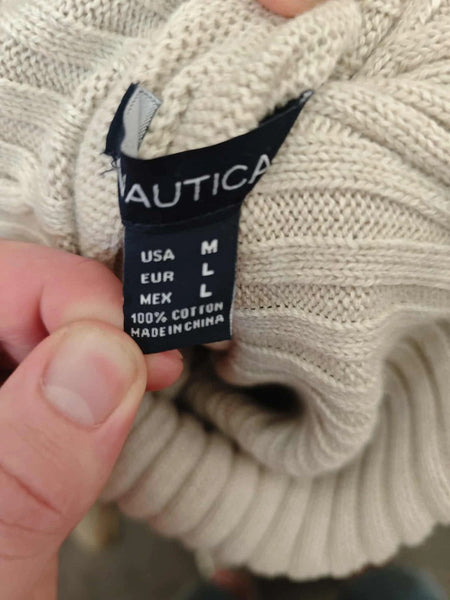 NAUTICA
USA M
EUR L
MEX L
100% COTTON
MADE IN CHINA